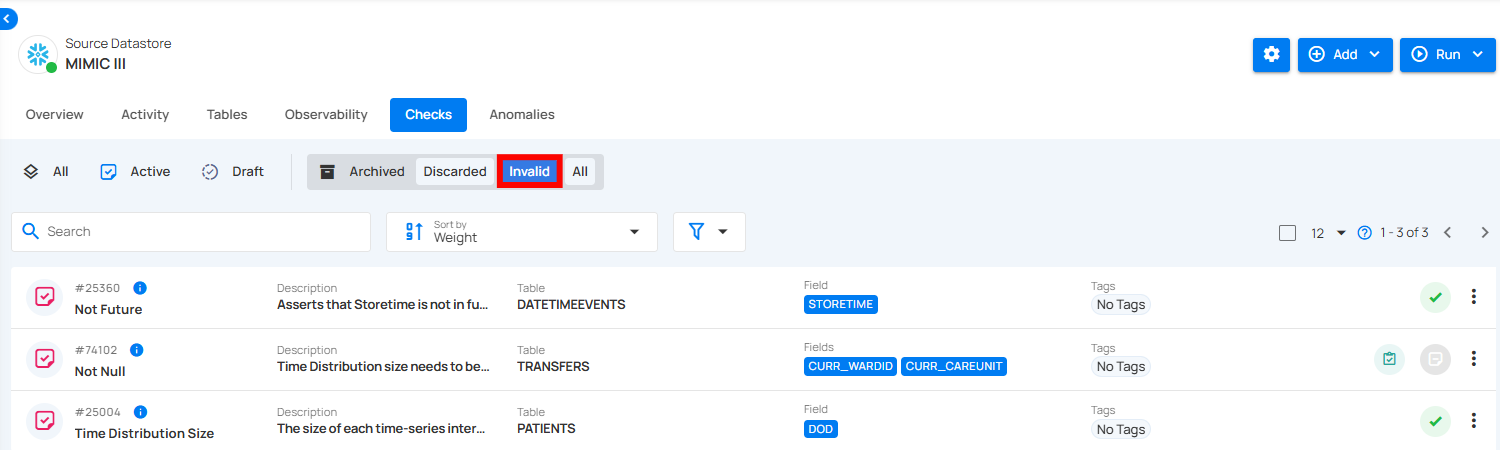 Source Datastore
MIMIC III
Add
Run
Overview Activity Tables Observability Checks Anomalies
All Active Draft Archived Discarded Invalid All
Search
Sort by
Weight
12 1 - 3 of 3
#25360 Description Table Field Tags
Not Future Asserts that Storetime is not in fu... DATETIMEEVENTS STORETIME No Tags
#74102 Description Table Fields Tags
Not Null Time Distribution size needs to be... TRANSFERS CURR_WARDID CURR_CAREUNIT No Tags
#25004 Description Table Field Tags
Time Distribution Size The size of each time-series inter... PATIENTS DOD No Tags